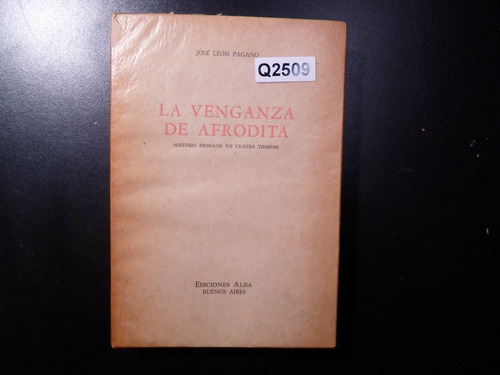 JOSÉ LEON PAGANO
Q2509
LA VENGANZA
DE AFRODITA
MISTERIO PROFANO EN CUATRO TIEMPOS
EDICIONES ALBA
BUENOS AIRES